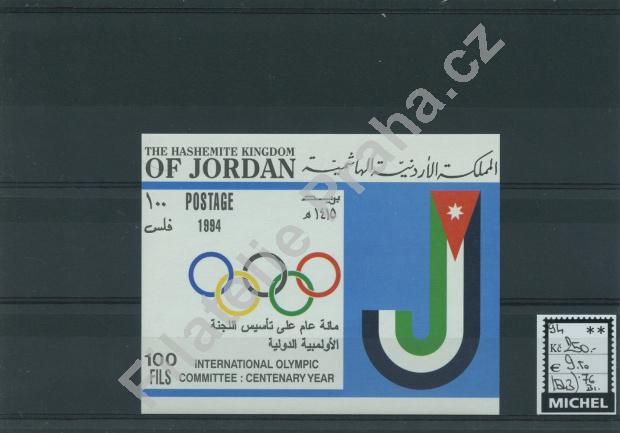 THE HASHEMITE KINGDOM
OF JORDAN
المملكة الأردنية الهاشمية
١٠٠
فلس
POSTAGE
1994
بريد
١٤١٥ هـ
مائة عام على تأسيس اللجنة
الأولمبية الدولية
100
FILS
INTERNATIONAL OLYMPIC
COMMITTEE : CENTENARY YEAR
Filatelie Praha.cz
94 **
Kč 250.-
€ 9.50
MICHEL